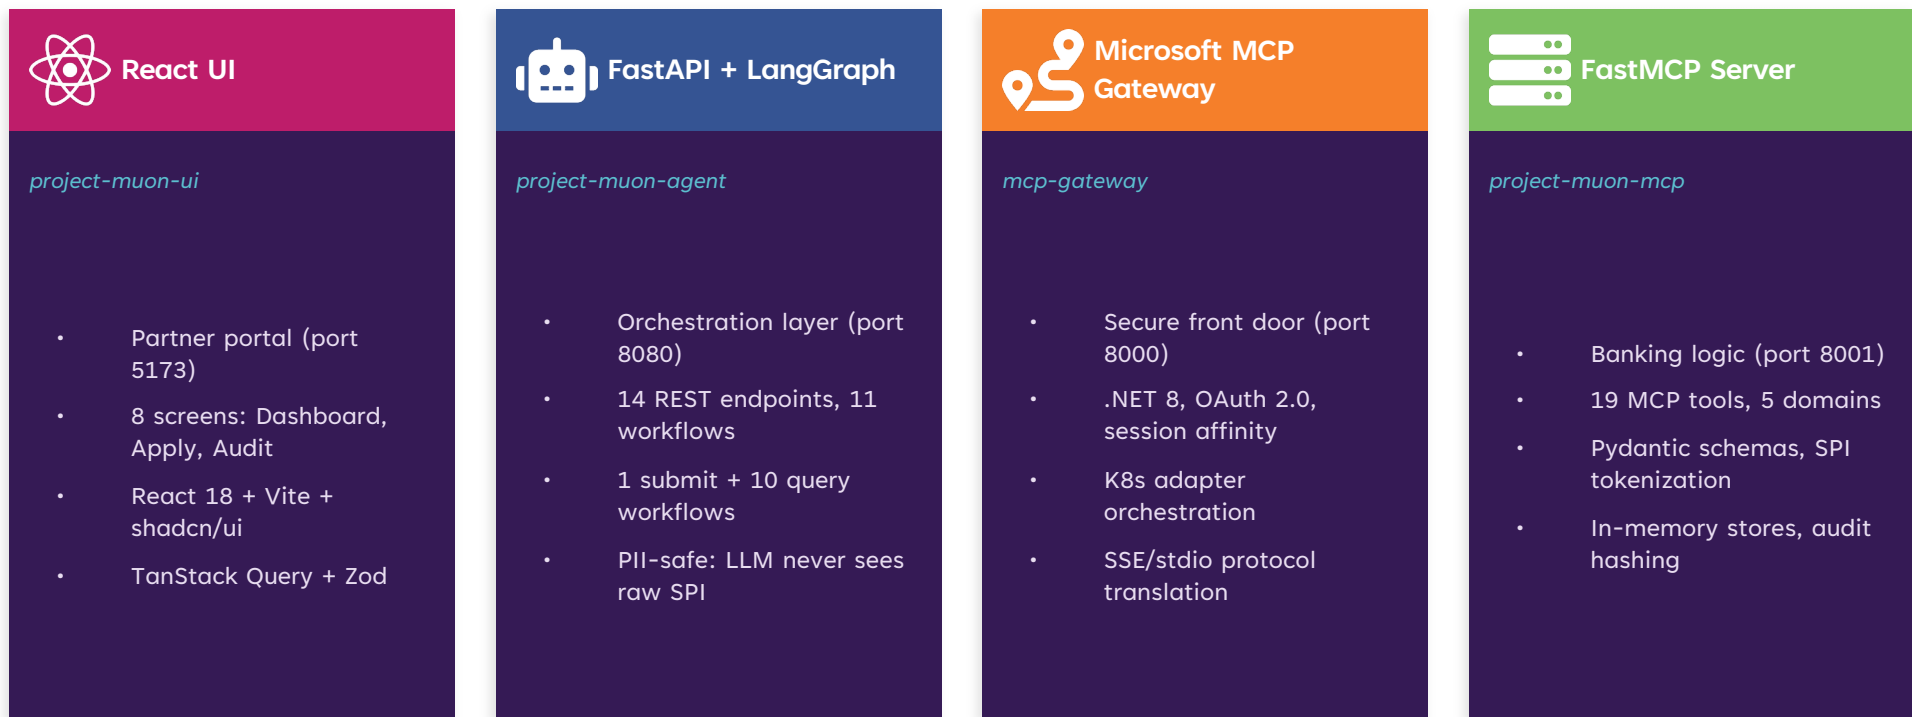 React UI
project-muon-ui
• Partner portal (port
5173)
• 8 screens: Dashboard,
Apply, Audit
• React 18 + Vite +
shadcn/ui
• TanStack Query + Zod
FastAPI + LangGraph
project-muon-agent
• Orchestration layer (port
8080)
• 14 REST endpoints, 11
workflows
• 1 submit + 10 query
workflows
• PII-safe: LLM never sees
raw SPI
Microsoft MCP
Gateway
mcp-gateway
• Secure front door (port
8000)
• .NET 8, OAuth 2.0,
session affinity
• K8s adapter
orchestration
• SSE/stdio protocol
translation
FastMCP Server
project-muon-mcp
• Banking logic (port 8001)
• 19 MCP tools, 5 domains
• Pydantic schemas, SPI
tokenization
• In-memory stores, audit
hashing